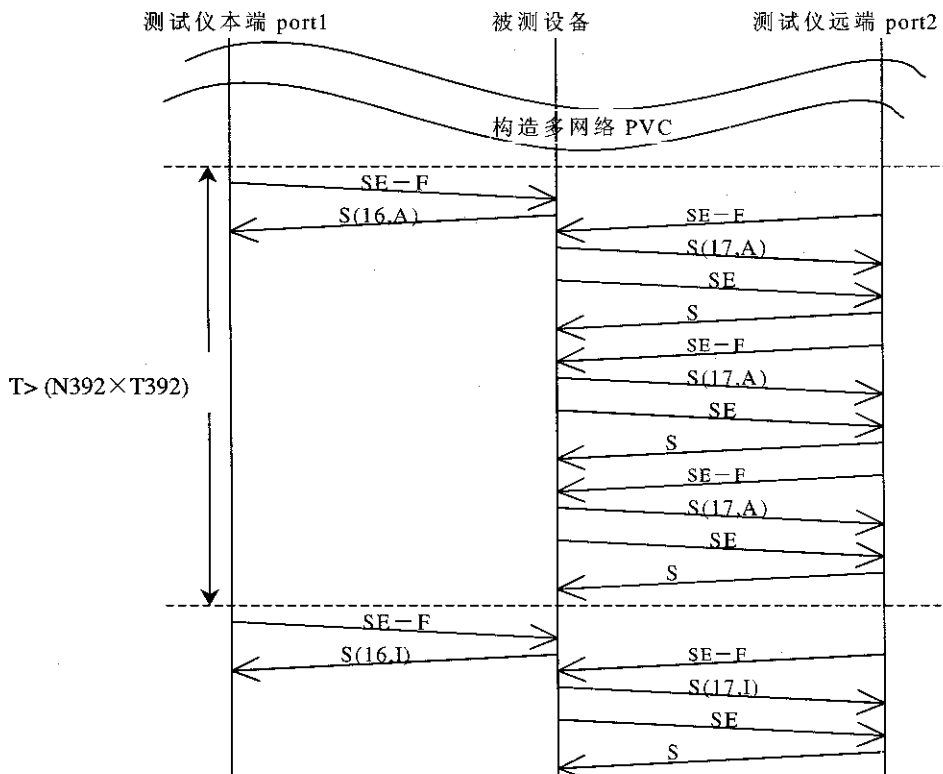 测试仪本端 port1
被测设备
测试仪远端 port2
构造多网络 PVC
SE－F
S(16,A)
SE－F
S(17,A)
SE
S
SE－F
T> (N392×T392)
S(17,A)
SE
S
SE－F
S(17,A)
SE
S
SE－F
S(16,I)
SE－F
S(17,I)
SE
S